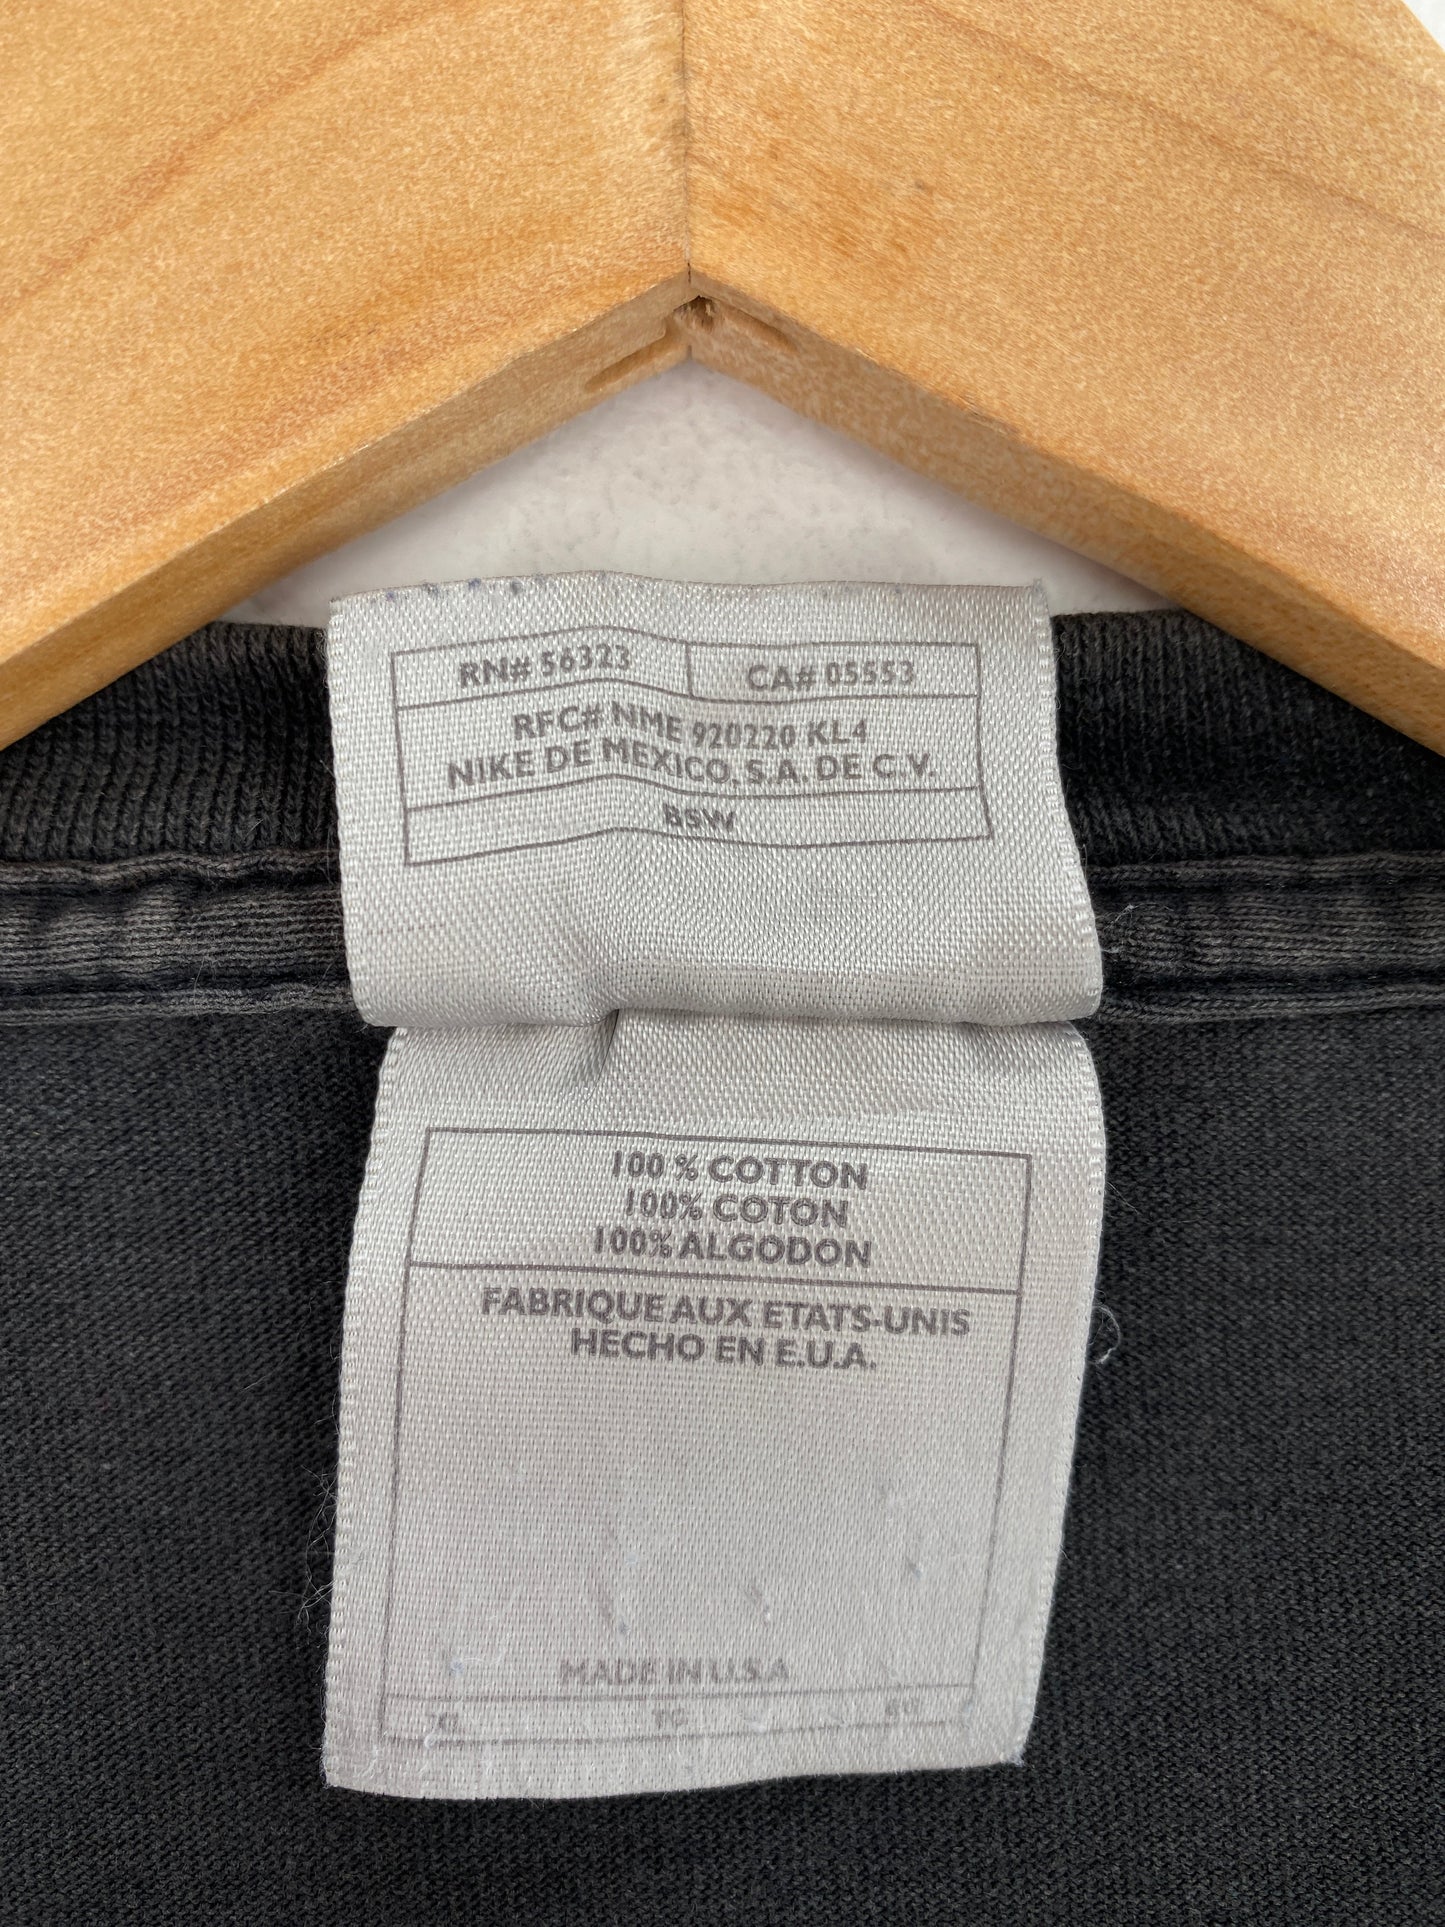 RN# 56323
CA# 05553
RFC# NME 920220 KL4
NIKE DE MEXICO, S.A. DE C.V.
BSW
100 % COTTON
100% COTON
100% ALGODON
FABRIQUE AUX ETATS-UNIS
HECHO EN E.U.A.
MADE IN U.S.A